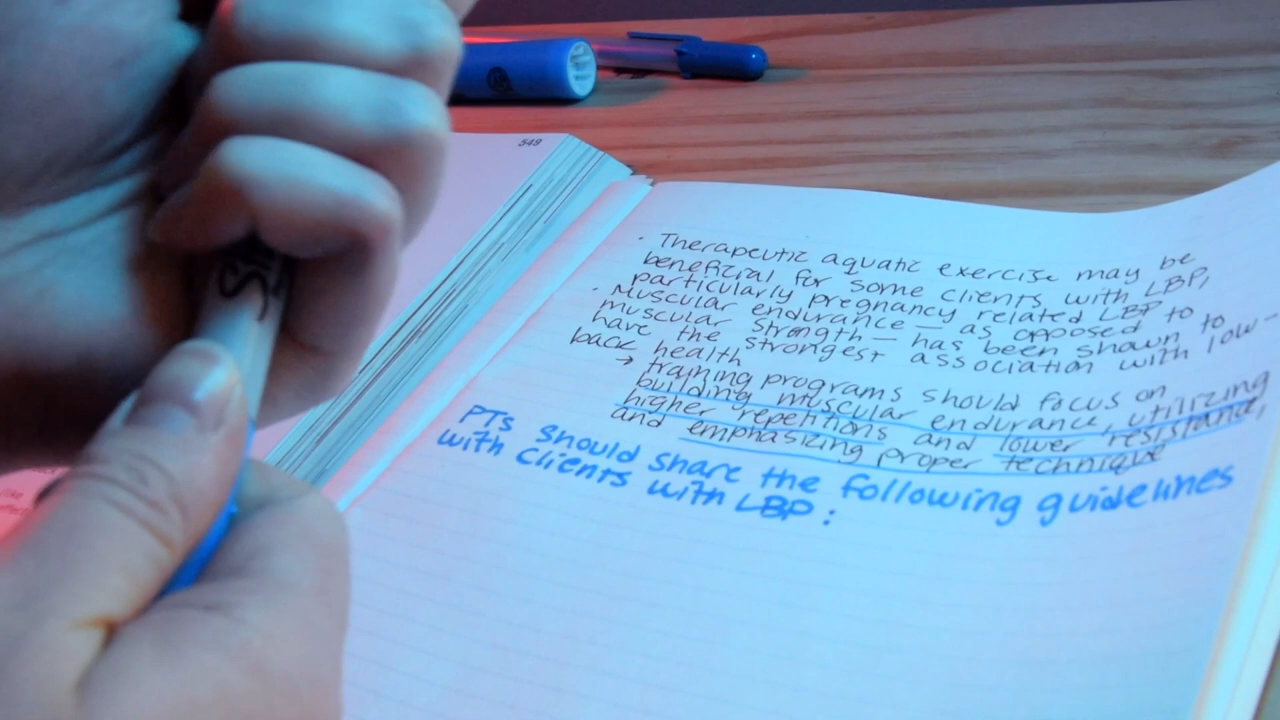 549
· Therapeutic aquatic exercise may be
beneficial for some clients with LBP,
particularly pregnancy related LBP
· Muscular endurance — as opposed to
muscular strength — has been shown to
have the strongest association with low-
back health
→ training programs should focus on
building muscular endurance, utilizing
higher repetitions and lower resistance,
and emphasizing proper technique
PTs should share the following guidelines
with clients with LBP: